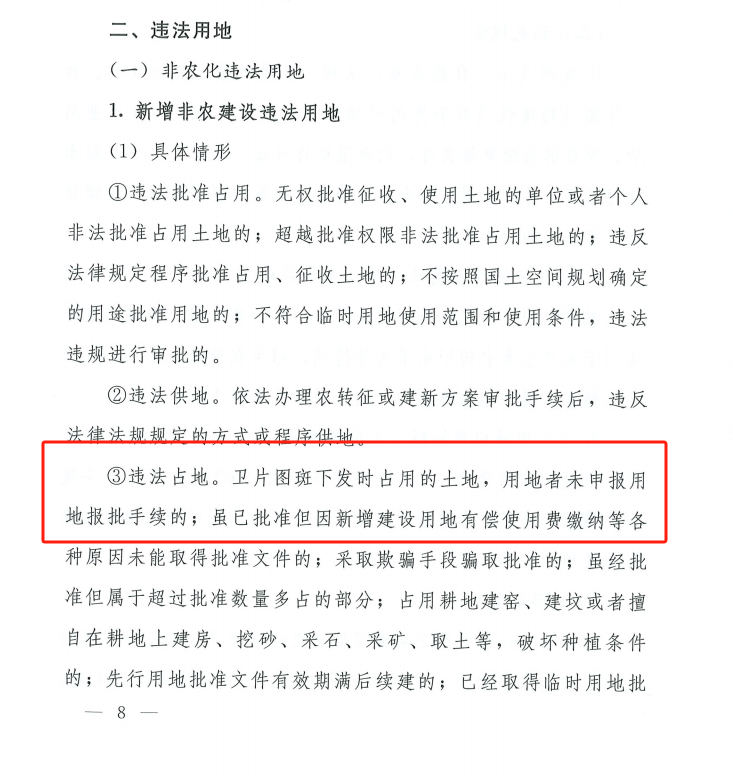 二、违法用地
（一）非农化违法用地
1. 新增非农建设违法用地
（1）具体情形
①违法批准占用。无权批准征收、使用土地的单位或者个人
非法批准占用土地的；超越批准权限非法批准占用土地的；违反
法律规定程序批准占用、征收土地的；不按照国土空间规划确定
的用途批准用地的；不符合临时用地使用范围和使用条件，违法
违规进行审批的。
②违法供地。依法办理农转征或建新方案审批手续后，违反
法律法规规定的方式或程序供地。
③违法占地。卫片图斑下发时占用的土地，用地者未申报用
地报批手续的；虽已批准但因新增建设用地有偿使用费缴纳等各
种原因未能取得批准文件的；采取欺骗手段骗取批准的；虽经批
准但属于超过批准数量多占的部分；占用耕地建窑、建坟或者擅
自在耕地上建房、挖砂、采石、采矿、取土等，破坏种植条件
的；先行用地批准文件有效期满后续建的；已经取得临时用地批
— 8 —